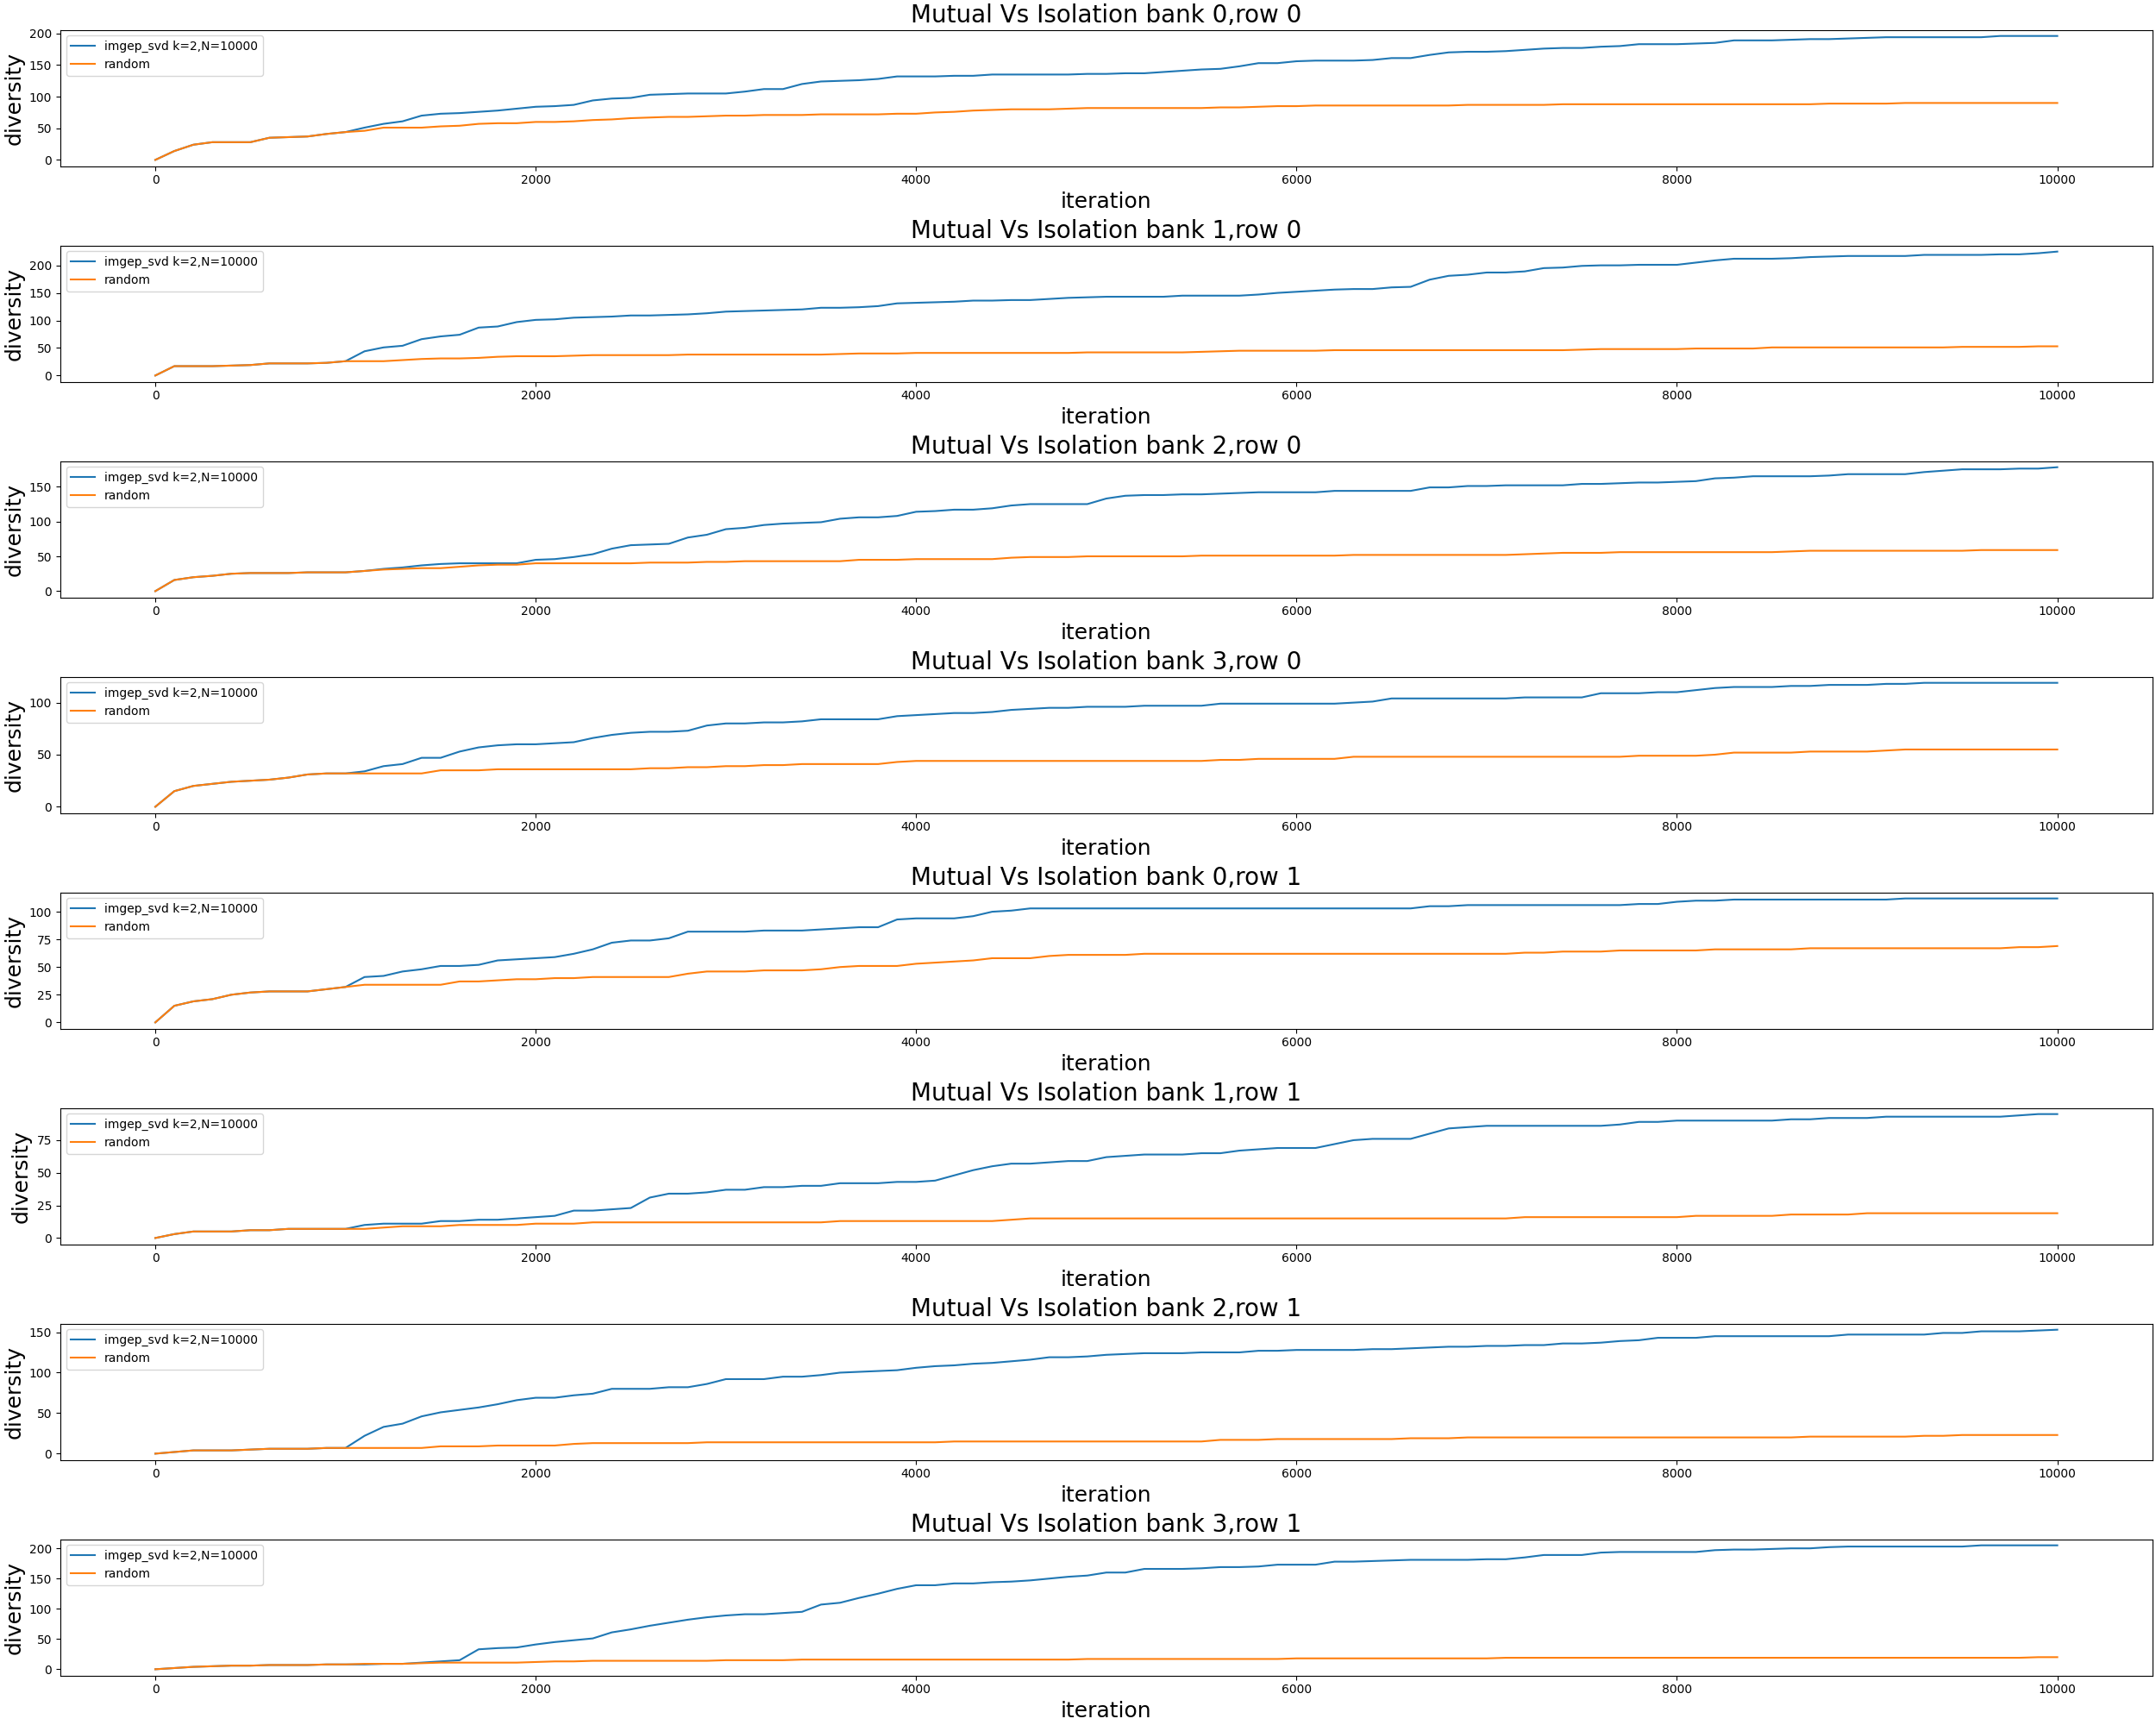 Mutual Vs Isolation bank 0,row 0
diversity
200
150
100
50
0
imgep_svd k=2,N=10000
random
0 2000 4000 6000 8000 10000
iteration
Mutual Vs Isolation bank 1,row 0
diversity
200
150
100
50
0
imgep_svd k=2,N=10000
random
0 2000 4000 6000 8000 10000
iteration
Mutual Vs Isolation bank 2,row 0
diversity
150
100
50
0
imgep_svd k=2,N=10000
random
0 2000 4000 6000 8000 10000
iteration
Mutual Vs Isolation bank 3,row 0
diversity
100
50
0
imgep_svd k=2,N=10000
random
0 2000 4000 6000 8000 10000
iteration
Mutual Vs Isolation bank 0,row 1
diversity
100
75
50
25
0
imgep_svd k=2,N=10000
random
0 2000 4000 6000 8000 10000
iteration
Mutual Vs Isolation bank 1,row 1
diversity
75
50
25
0
imgep_svd k=2,N=10000
random
0 2000 4000 6000 8000 10000
iteration
Mutual Vs Isolation bank 2,row 1
diversity
150
100
50
0
imgep_svd k=2,N=10000
random
0 2000 4000 6000 8000 10000
iteration
Mutual Vs Isolation bank 3,row 1
diversity
200
150
100
50
0
imgep_svd k=2,N=10000
random
0 2000 4000 6000 8000 10000
iteration